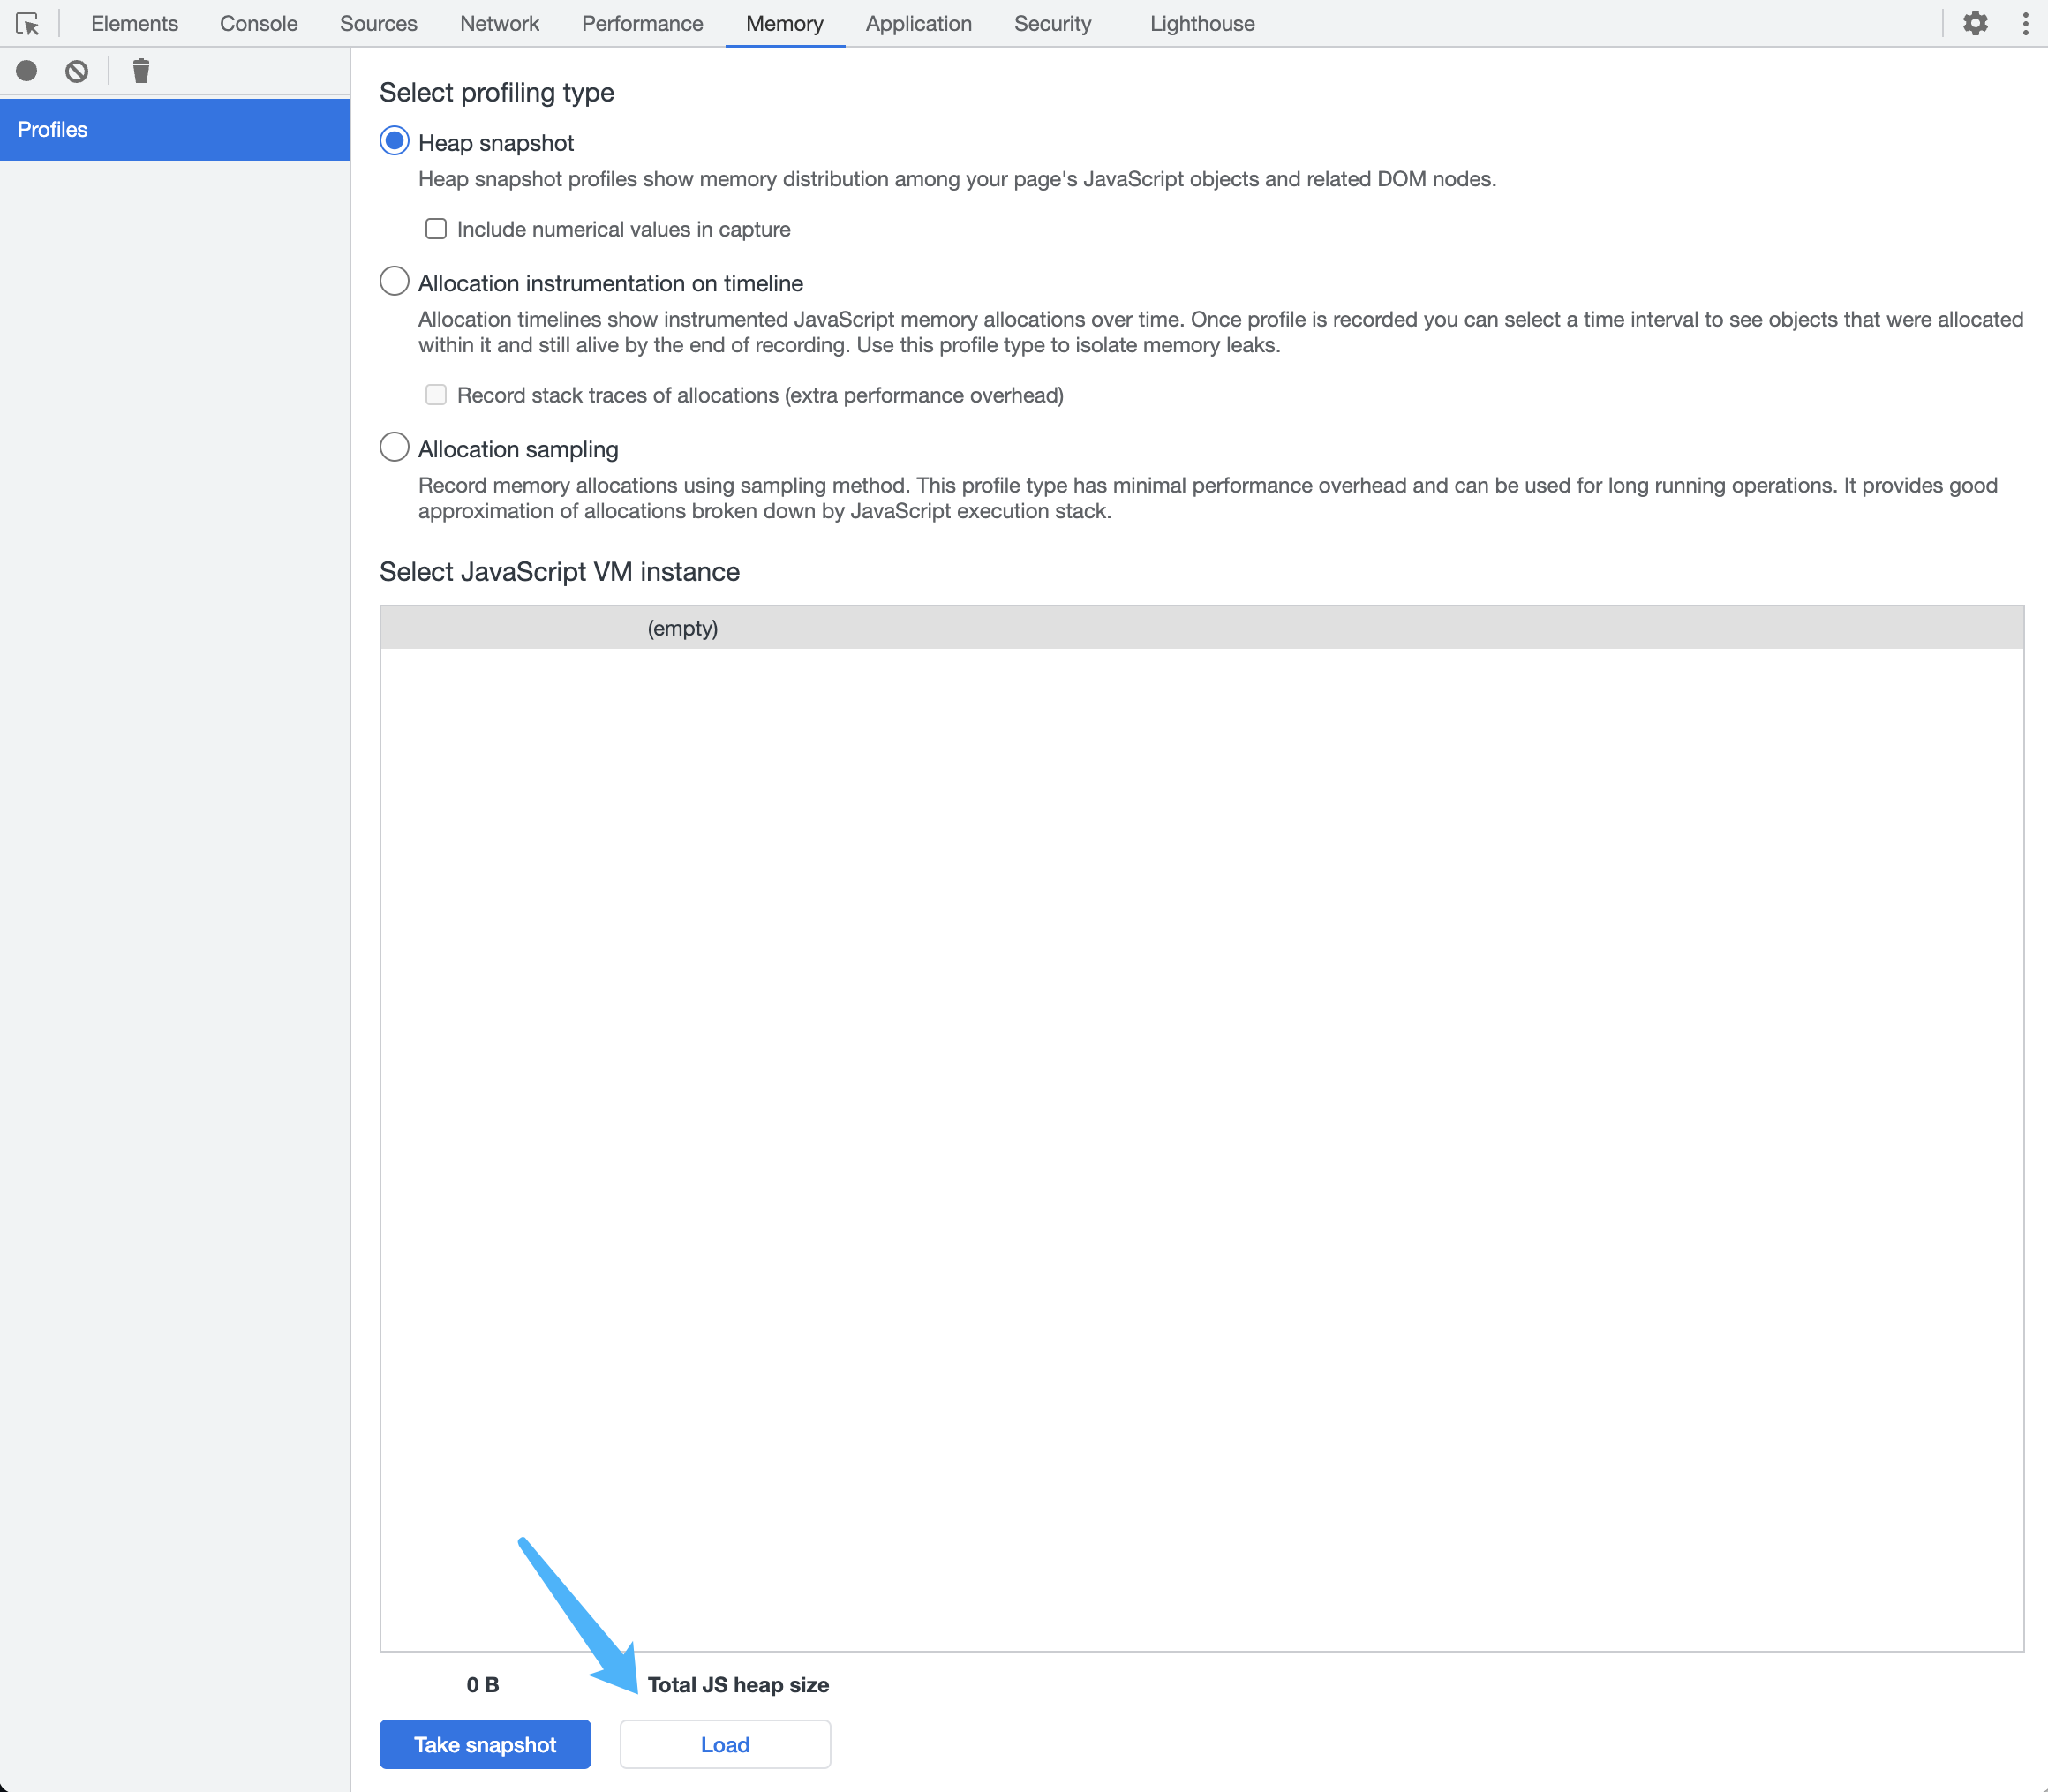 Elements Console Sources Network Performance Memory Application Security Lighthouse
Profiles
Select profiling type
Heap snapshot
Heap snapshot profiles show memory distribution among your page's JavaScript objects and related DOM nodes.
Include numerical values in capture
Allocation instrumentation on timeline
Allocation timelines show instrumented JavaScript memory allocations over time. Once profile is recorded you can select a time interval to see objects that were allocated
within it and still alive by the end of recording. Use this profile type to isolate memory leaks.
Record stack traces of allocations (extra performance overhead)
Allocation sampling
Record memory allocations using sampling method. This profile type has minimal performance overhead and can be used for long running operations. It provides good
approximation of allocations broken down by JavaScript execution stack.
Select JavaScript VM instance
(empty)
0 B Total JS heap size
Take snapshot Load